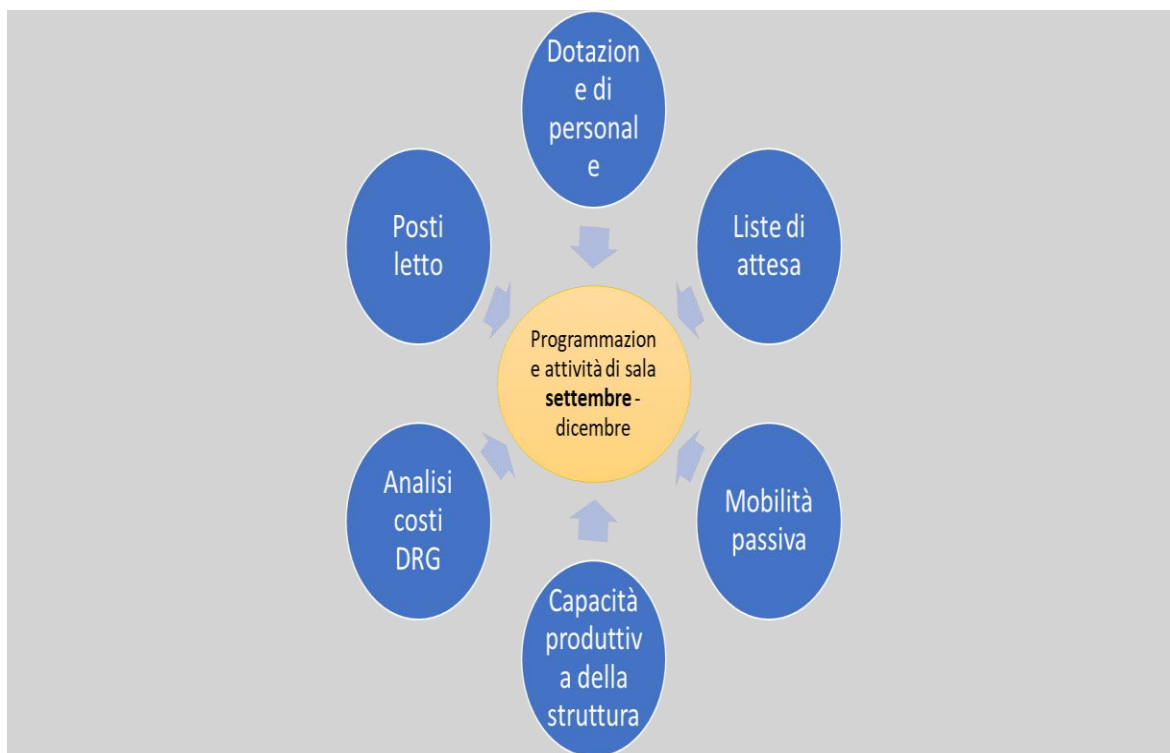 Dotazion
e di
personal
e
Posti
letto
Liste di
attesa
Programmazion
e attività di sala
settembre -
dicembre
Analisi
costi
DRG
Mobilità
passiva
Capacità
produttiv
a della
struttura